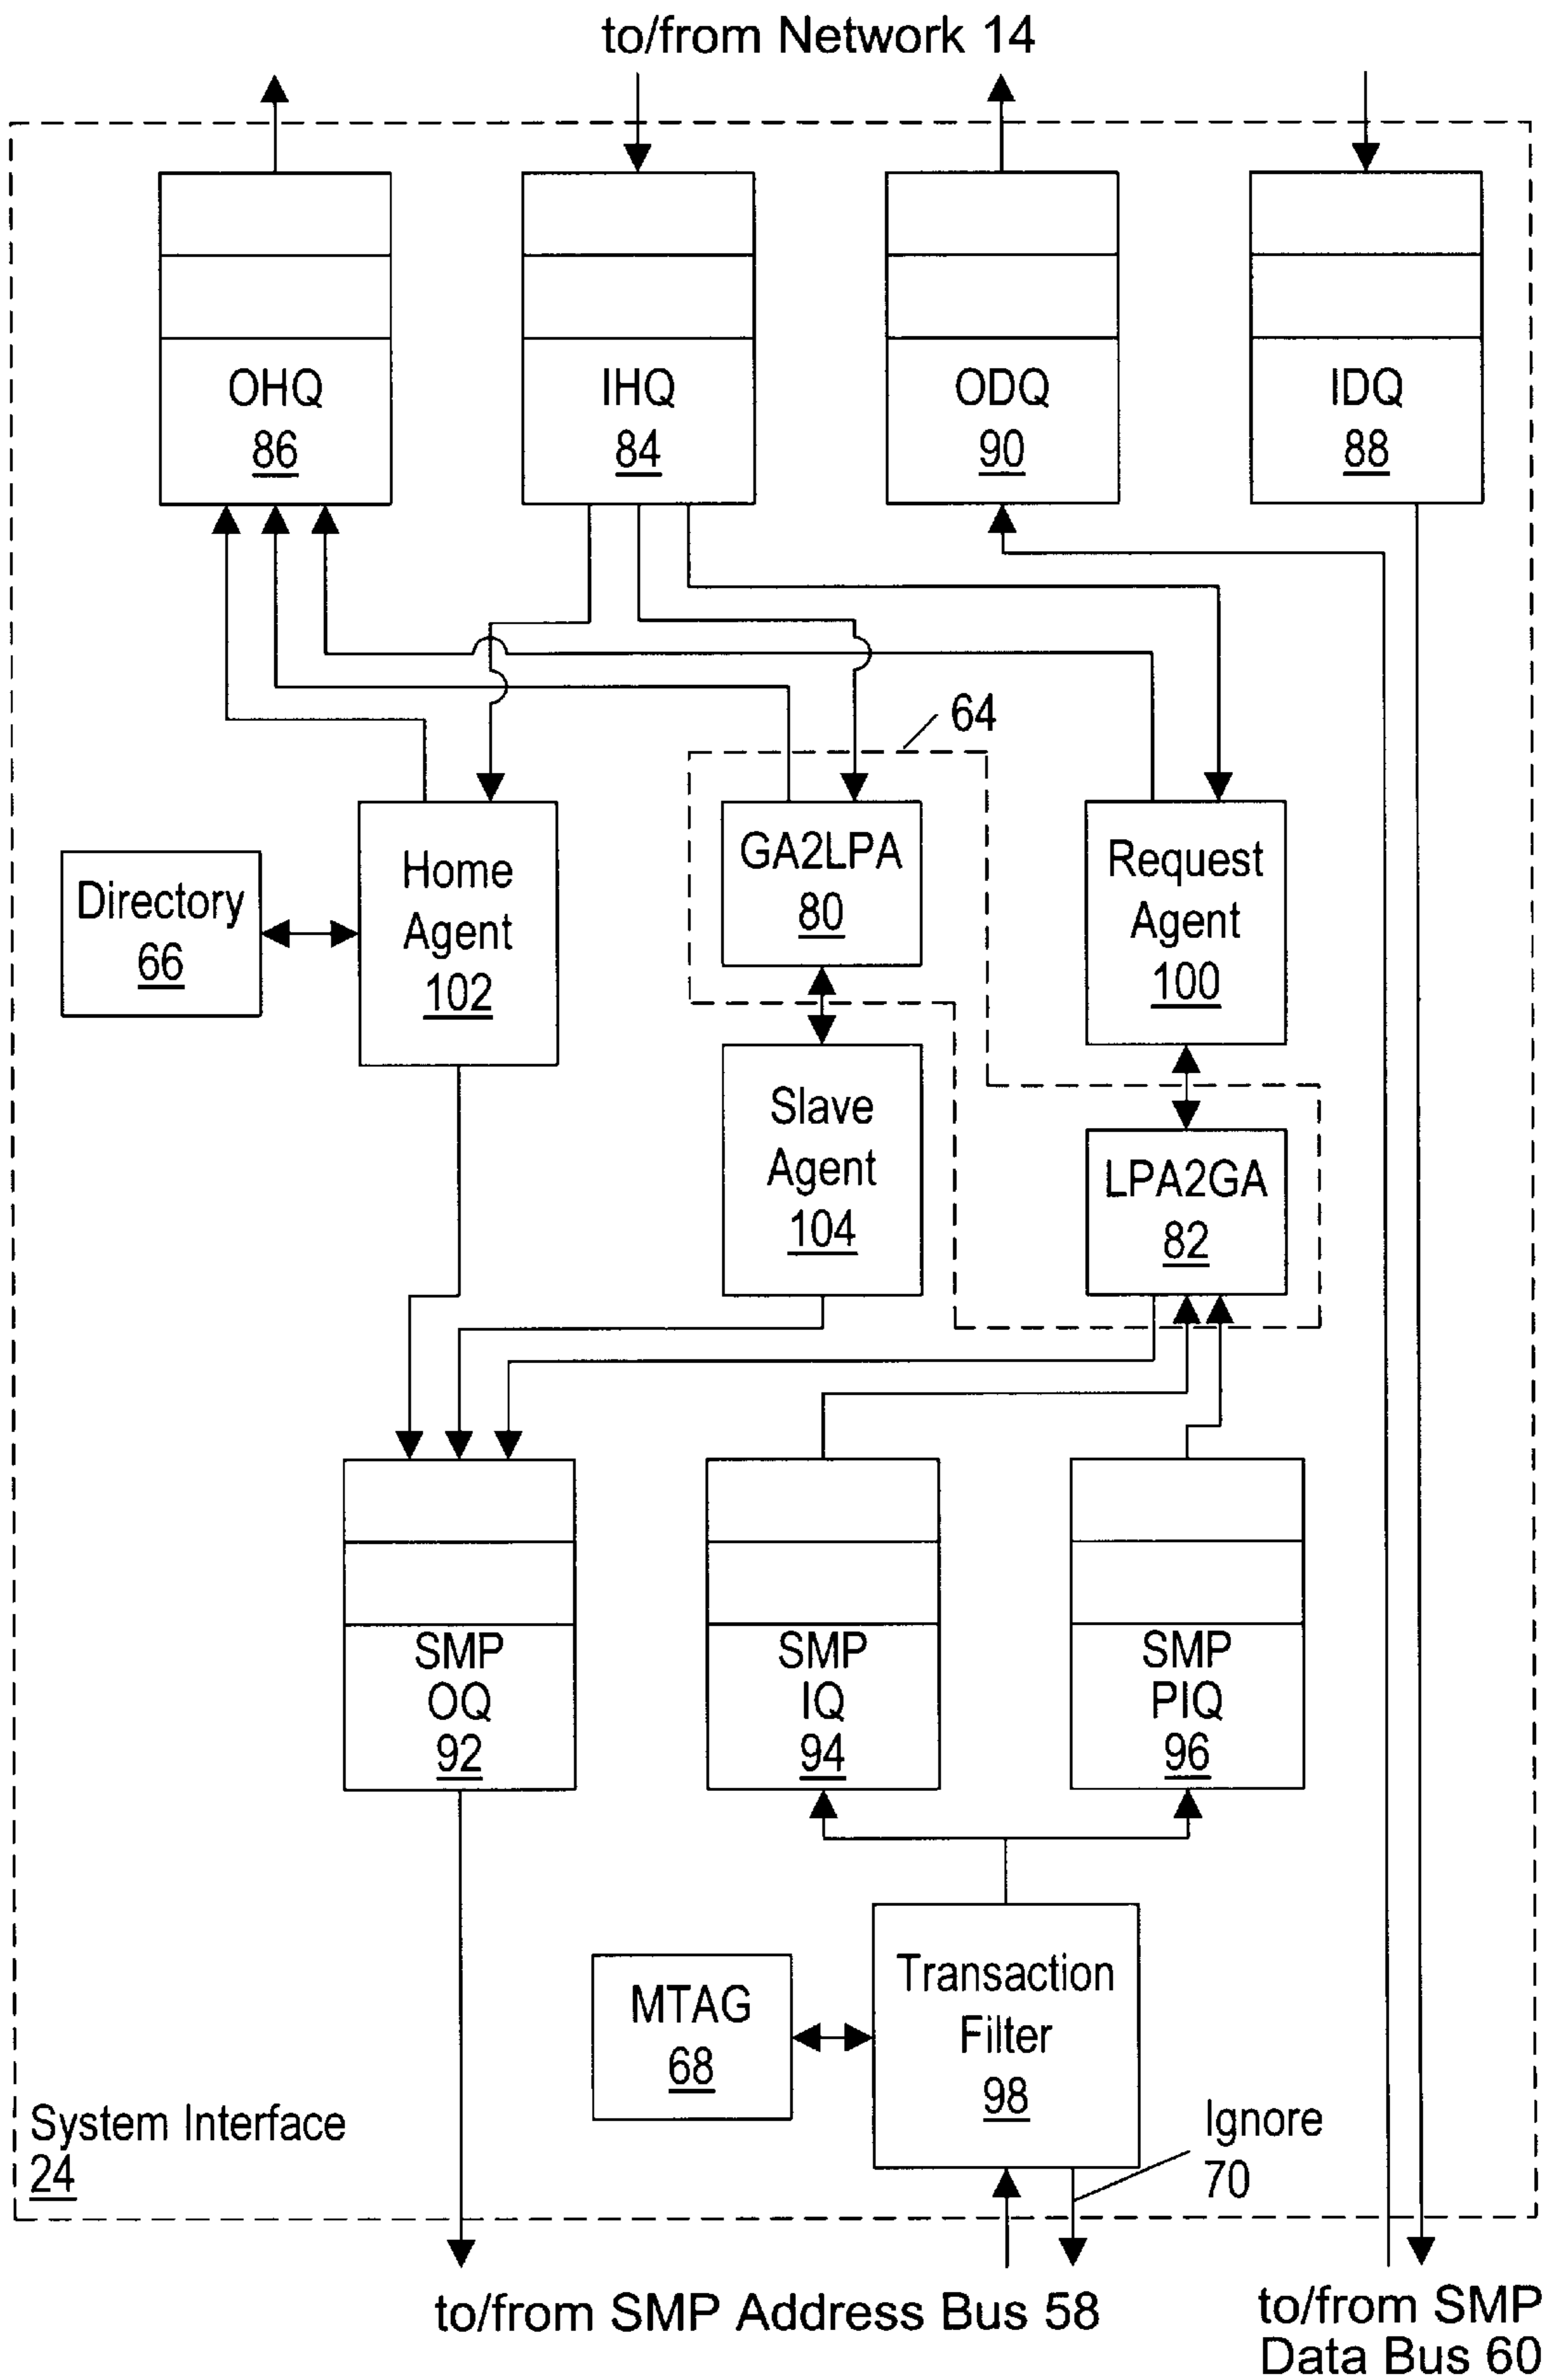 to/from Network 14
OHQ
86
IHQ
84
ODQ
90
IDQ
88
64
Directory
66
Home
Agent
102
GA2LPA
80
Request
Agent
100
Slave
Agent
104
LPA2GA
82
SMP
OQ
92
SMP
IQ
94
SMP
PIQ
96
MTAG
68
Transaction
Filter
98
Ignore
70
System Interface
24
to/from SMP Address Bus 58
to/from SMP
Data Bus 60